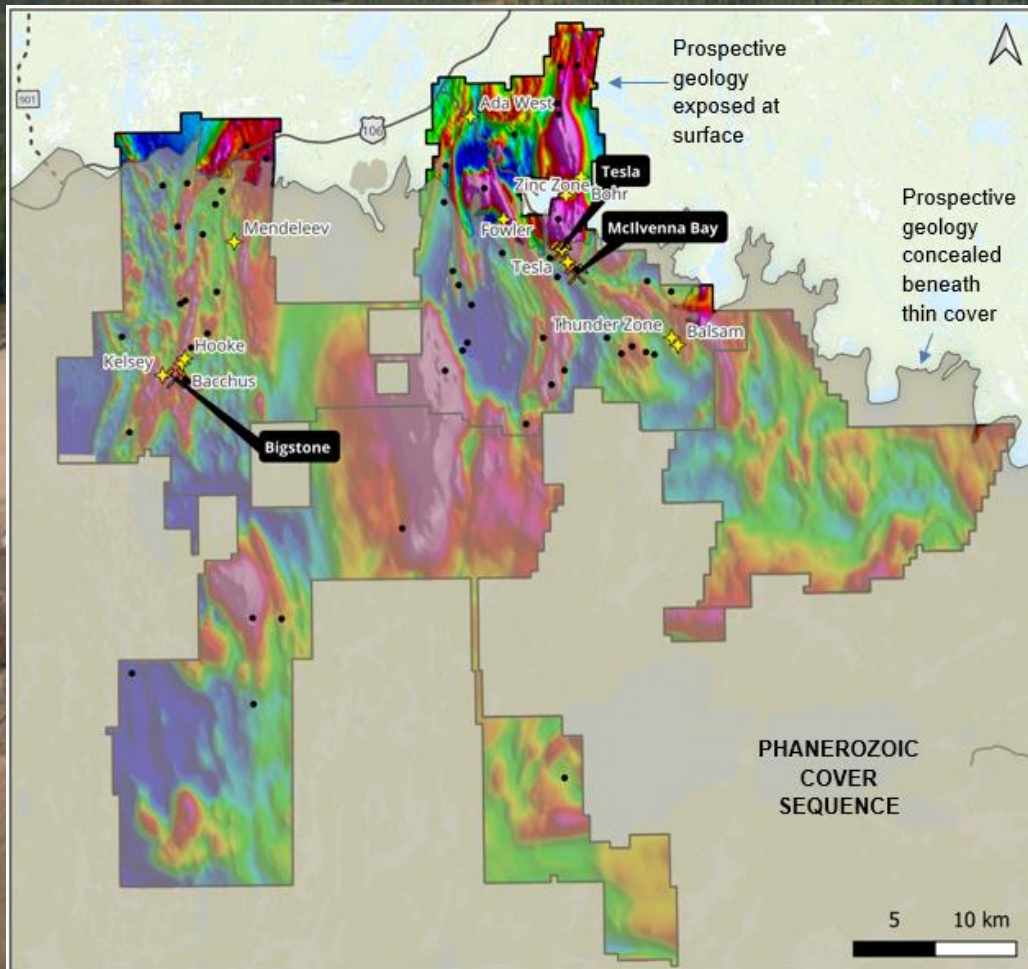 Prospective
geology
exposed at
surface
901
106
Ada West
Tesla
Zinc Zone
Bohr
Prospective
geology
concealed
beneath
thin cover
Mendeleev
Fowler
McIlvenna Bay
Tesla
Thunder Zone
Balsam
Hooke
Kelsey
Bacchus
Bigstone
PHANEROZOIC
COVER
SEQUENCE
5 10 km